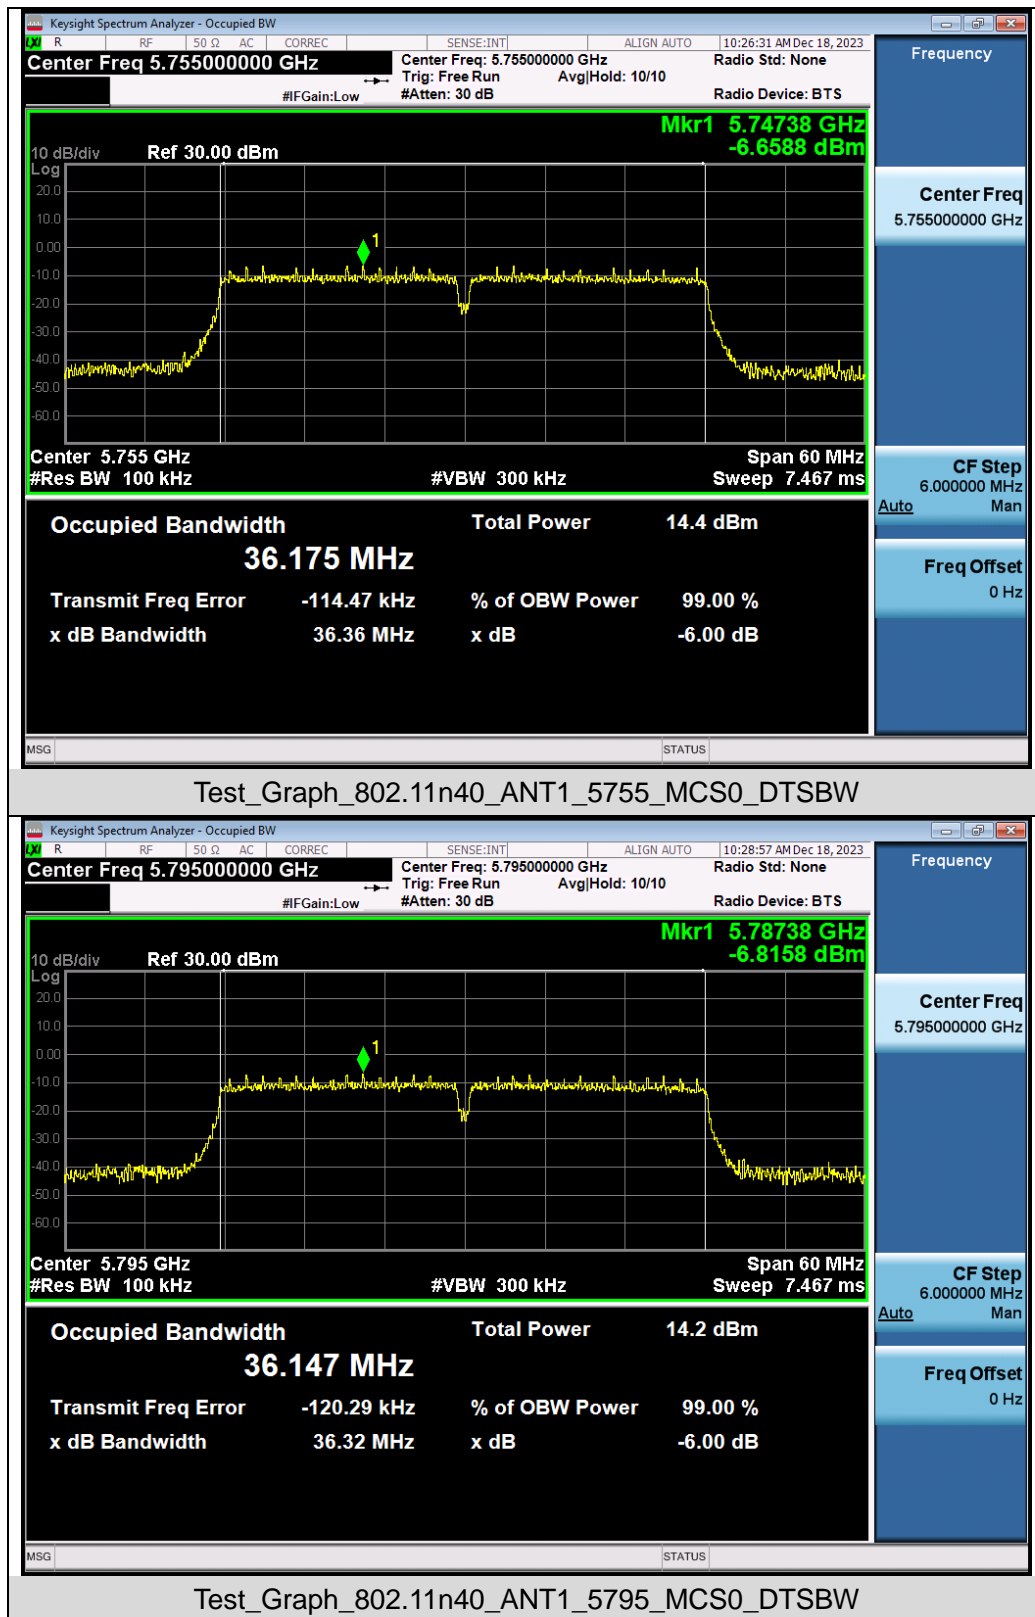 Keysight Spectrum Analyzer - Occupied BW
LXI R RF 50 Ω AC CORREC SENSE:INT ALIGN AUTO 10:26:31 AM Dec 18, 2023
Center Freq 5.755000000 GHz
Center Freq: 5.755000000 GHz
Radio Std: None
Trig: Free Run Avg|Hold: 10/10
#IFGain:Low
#Atten: 30 dB
Radio Device: BTS
Frequency
Mkr1 5.74738 GHz
-6.6588 dBm
10 dB/div Ref 30.00 dBm
Log
20.0
10.0
0.00
-10.0
-20.0
-30.0
-40.0
-50.0
-60.0
1
Center Freq
5.755000000 GHz
Center 5.755 GHz Span 60 MHz
#Res BW 100 kHz #VBW 300 kHz Sweep 7.467 ms
CF Step
6.000000 MHz
Auto Man
Occupied Bandwidth Total Power 14.4 dBm
36.175 MHz
Transmit Freq Error -114.47 kHz % of OBW Power 99.00 %
x dB Bandwidth 36.36 MHz x dB -6.00 dB
Freq Offset
0 Hz
MSG STATUS
Test_Graph_802.11n40_ANT1_5755_MCS0_DTSBW
Keysight Spectrum Analyzer - Occupied BW
LXI R RF 50 Ω AC CORREC SENSE:INT ALIGN AUTO 10:28:57 AM Dec 18, 2023
Center Freq 5.795000000 GHz
Center Freq: 5.795000000 GHz
Radio Std: None
Trig: Free Run Avg|Hold: 10/10
#IFGain:Low
#Atten: 30 dB
Radio Device: BTS
Frequency
Mkr1 5.78738 GHz
-6.8158 dBm
10 dB/div Ref 30.00 dBm
Log
20.0
10.0
0.00
-10.0
-20.0
-30.0
-40.0
-50.0
-60.0
1
Center Freq
5.795000000 GHz
Center 5.795 GHz Span 60 MHz
#Res BW 100 kHz #VBW 300 kHz Sweep 7.467 ms
CF Step
6.000000 MHz
Auto Man
Occupied Bandwidth Total Power 14.2 dBm
36.147 MHz
Transmit Freq Error -120.29 kHz % of OBW Power 99.00 %
x dB Bandwidth 36.32 MHz x dB -6.00 dB
Freq Offset
0 Hz
MSG STATUS
Test_Graph_802.11n40_ANT1_5795_MCS0_DTSBW